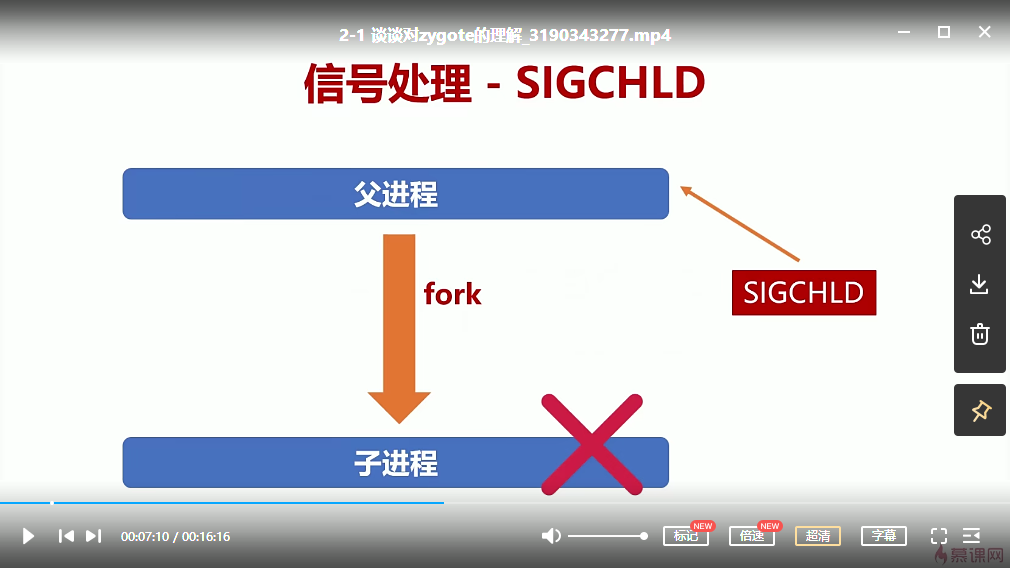 2-1 谈谈对zygote的理解_3190343277.mp4
信号处理 - SIGCHLD
父进程
fork
SIGCHLD
子进程
00:07:10 / 00:16:16
标记
NEW
倍速
NEW
超清
字幕
慕课网